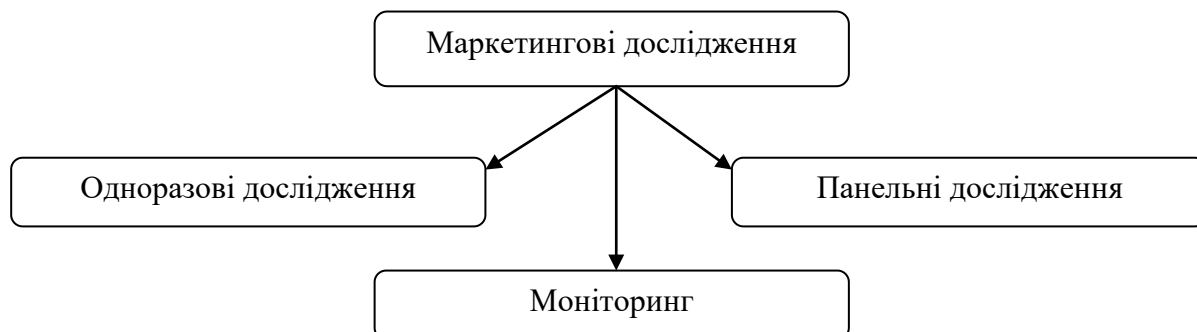 Маркетингові дослідження
Одноразові дослідження
Панельні дослідження
Моніторинг